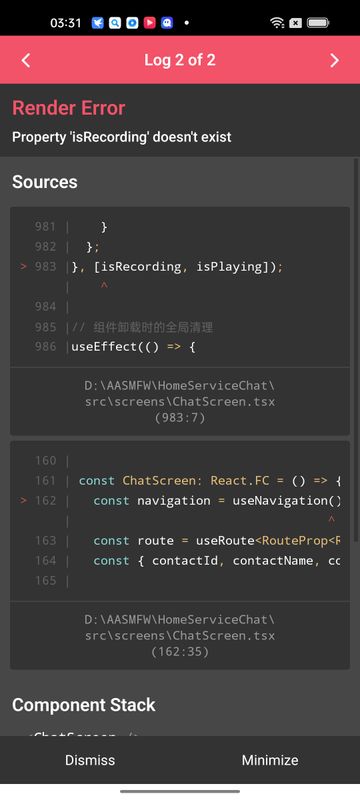 03:31
Log 2 of 2
Render Error
Property 'isRecording' doesn't exist
Sources
981 |     }
982 |   };
> 983 |}, [isRecording, isPlaying]);
|     ^
984 |
985 |// 组件卸载时的全局清理
986 |useEffect(() => {
D:\AASMFW\HomeServiceChat\
src\screens\ChatScreen.tsx
(983:7)
160 |
161 | const ChatScreen: React.FC = () => {
> 162 |   const navigation = useNavigation()
|                                    ^
163 |   const route = useRoute<RouteProp<R
164 |   const { contactId, contactName, co
165 |
D:\AASMFW\HomeServiceChat\
src\screens\ChatScreen.tsx
(162:35)
Component Stack
<ChatScreen />
Dismiss
Minimize